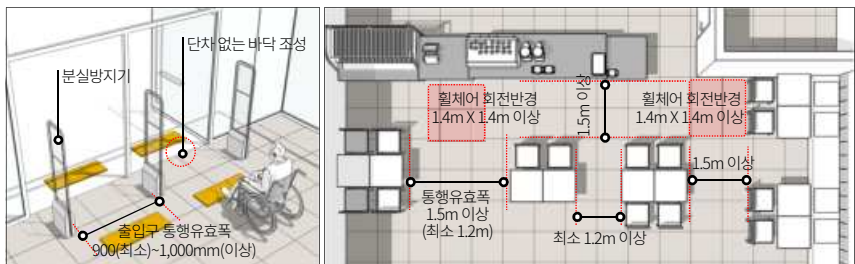 분실방지기
단차 없는 바닥 조성
출입구 통행유효폭
900(최소)~1,000mm(이상)
휠체어 회전반경
1.4m X 1.4m 이상
1.5m 이상
휠체어 회전반경
1.4m X 1.4m 이상
통행유효폭
1.5m 이상
(최소 1.2m)
최소 1.2m 이상
1.5m 이상